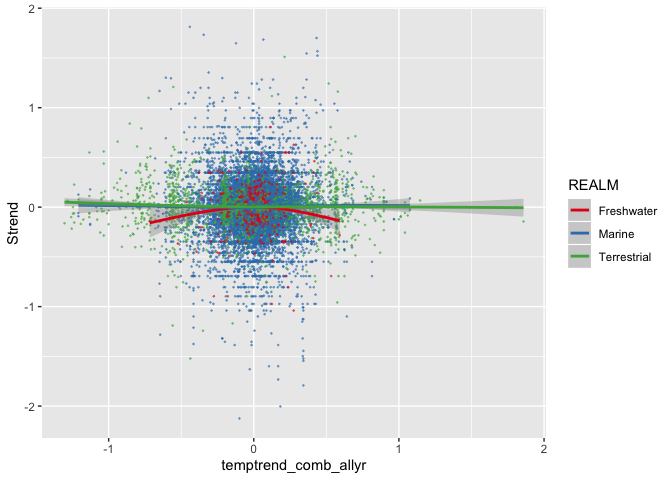 2
1
0
-1
-2
Strend
-1
0
1
2
temptrend_comb_allyr
REALM
Freshwater
Marine
Terrestrial